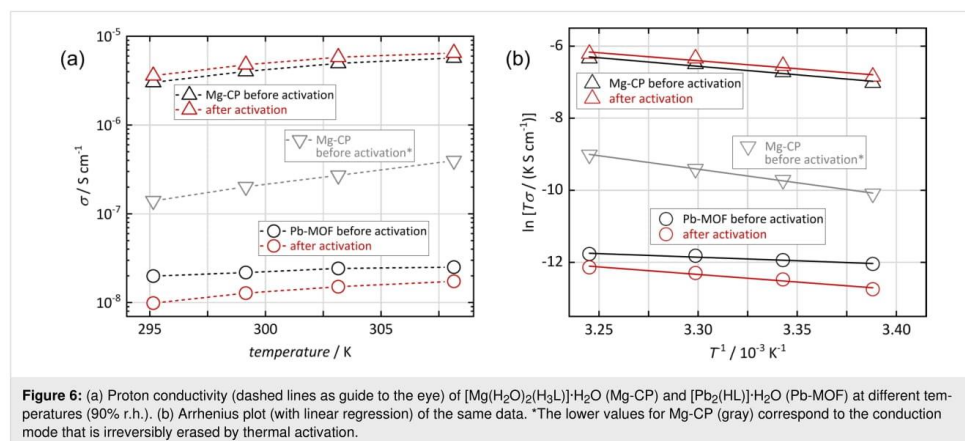 (a)
10⁻⁵
10⁻⁶
10⁻⁷
10⁻⁸
σ / S cm⁻¹
Mg-CP before activation
after activation
Mg-CP
before activation*
Pb-MOF before activation
after activation
295
300
305
temperature / K
(b)
-6
-8
-10
-12
ln [Tσ / (K S cm⁻¹)]
Mg-CP before activation
after activation
Mg-CP
before activation*
Pb-MOF before activation
after activation
3.25
3.30
3.35
3.40
T¹ / 10⁻³ K⁻¹
Figure 6: (a) Proton conductivity (dashed lines as guide to the eye) of [Mg(H₂O)₂(H₃L)]·H₂O (Mg-CP) and [Pb₂(HL)]·H₂O (Pb-MOF) at different tem-
peratures (90% r.h.). (b) Arrhenius plot (with linear regression) of the same data. *The lower values for Mg-CP (gray) correspond to the conduction
mode that is irreversibly erased by thermal activation.